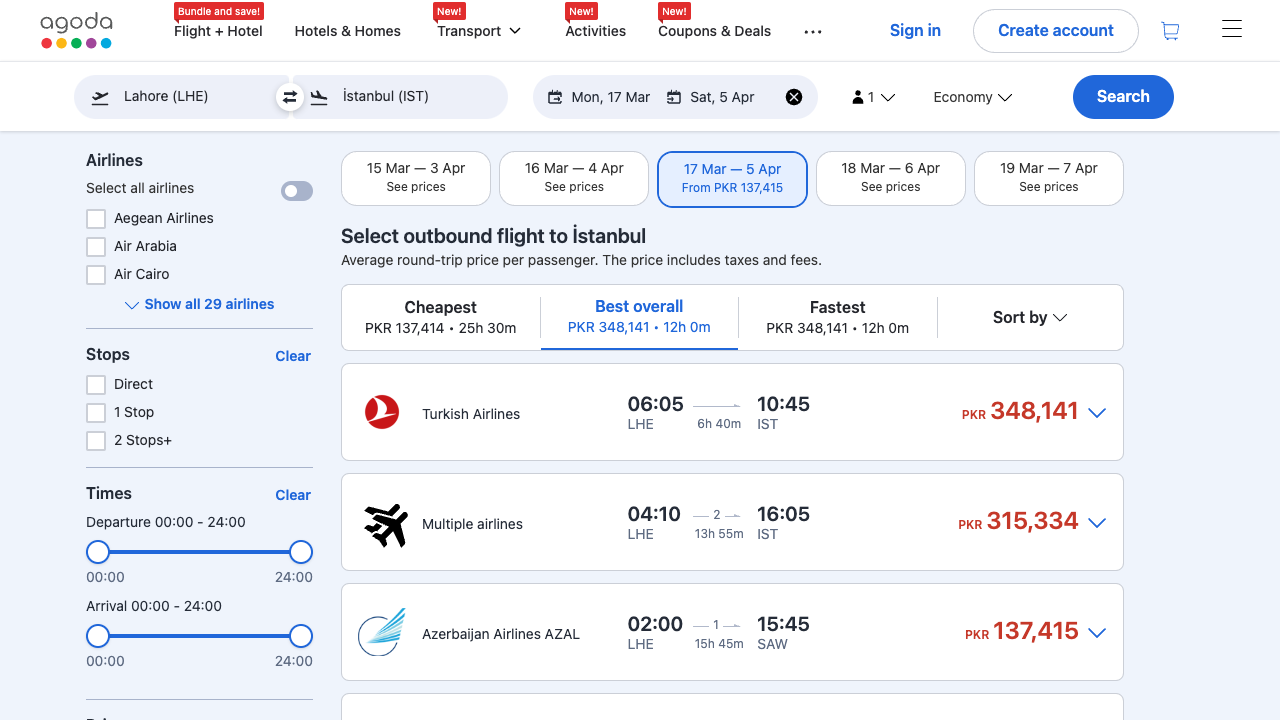 agoda
Bundle and save!
Flight + Hotel
Hotels & Homes
New!
Transport
New!
Activities
New!
Coupons & Deals
Sign in
Create account
Lahore (LHE)
İstanbul (IST)
Mon, 17 Mar
Sat, 5 Apr
1
Economy
Search
Airlines
Select all airlines
Aegean Airlines
Air Arabia
Air Cairo
Show all 29 airlines
Stops
Clear
Direct
1 Stop
2 Stops+
Times
Clear
Departure 00:00 - 24:00
00:00
24:00
Arrival 00:00 - 24:00
00:00
24:00
15 Mar — 3 Apr
See prices
16 Mar — 4 Apr
See prices
17 Mar — 5 Apr
From PKR 137,415
18 Mar — 6 Apr
See prices
19 Mar — 7 Apr
See prices
Select outbound flight to İstanbul
Average round-trip price per passenger. The price includes taxes and fees.
Cheapest
PKR 137,414 • 25h 30m
Best overall
PKR 348,141 • 12h 0m
Fastest
PKR 348,141 • 12h 0m
Sort by
Turkish Airlines
06:05
LHE
6h 40m
10:45
IST
PKR 348,141
Multiple airlines
04:10
LHE
2
13h 55m
16:05
IST
PKR 315,334
Azerbaijan Airlines AZAL
02:00
LHE
1
15h 45m
15:45
SAW
PKR 137,415